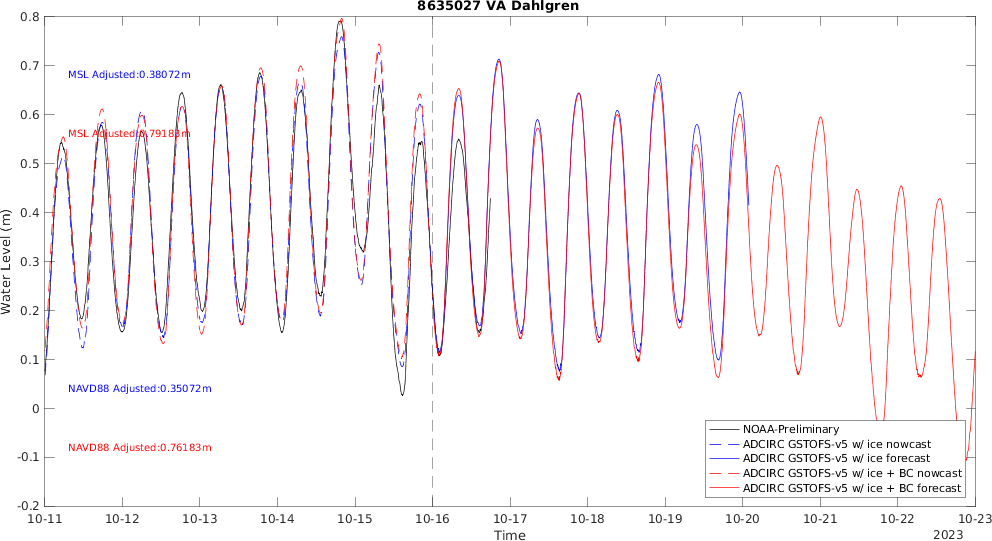 8635027 VA Dahlgren
0.8
0.7
0.6
0.5
0.4
0.3
0.2
0.1
0
-0.1
-0.2
Water Level (m)
MSL Adjusted:0.38072m
MSL Adjusted:0.79183m
NAVD88 Adjusted:0.35072m
NAVD88 Adjusted:0.76183m
NOAA-Preliminary
ADCIRC GSTOFS-v5 w/ ice nowcast
ADCIRC GSTOFS-v5 w/ ice forecast
ADCIRC GSTOFS-v5 w/ ice + BC nowcast
ADCIRC GSTOFS-v5 w/ ice + BC forecast
10-11 10-12 10-13 10-14 10-15 10-16 10-17 10-18 10-19 10-20 10-21 10-22 10-23
Time
2023